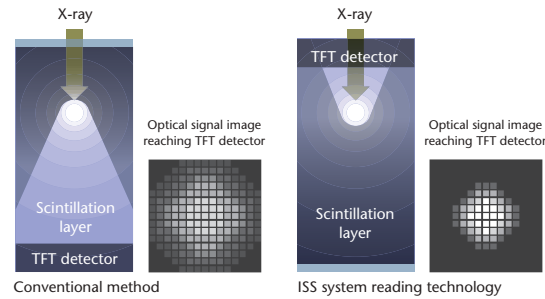 X-ray
Optical signal image
reaching TFT detector
Scintillation
layer
TFT detector
Conventional method
X-ray
TFT detector
Optical signal image
reaching TFT detector
Scintillation
layer
ISS system reading technology